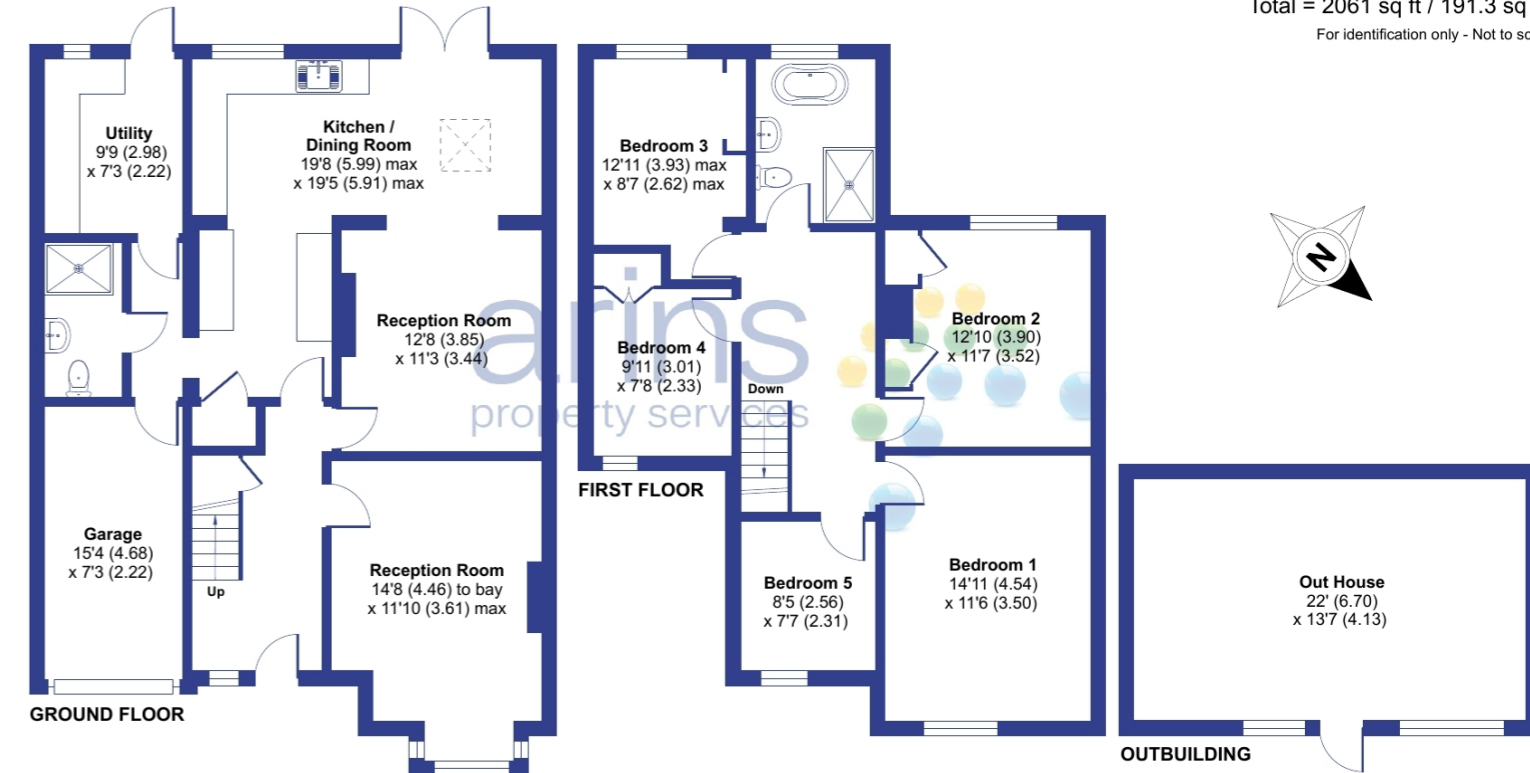 Total = 2061 sq ft / 191.3 sq
For identification only - Not to sc
Utility
9'9 (2.98)
x 7'3 (2.22)
Kitchen /
Dining Room
19'8 (5.99) max
x 19'5 (5.91) max
Reception Room
12'8 (3.85)
x 11'3 (3.44)
Garage
15'4 (4.68)
x 7'3 (2.22)
Up
Reception Room
14'8 (4.46) to bay
x 11'10 (3.61) max
GROUND FLOOR
Bedroom 3
12'11 (3.93) max
x 8'7 (2.62) max
Bedroom 4
9'11 (3.01)
x 7'8 (2.33)
Down
Bedroom 2
12'10 (3.90)
x 11'7 (3.52)
FIRST FLOOR
Bedroom 5
8'5 (2.56)
x 7'7 (2.31)
Bedroom 1
14'11 (4.54)
x 11'6 (3.50)
N
Out House
22' (6.70)
x 13'7 (4.13)
OUTBUILDING
arins
property services